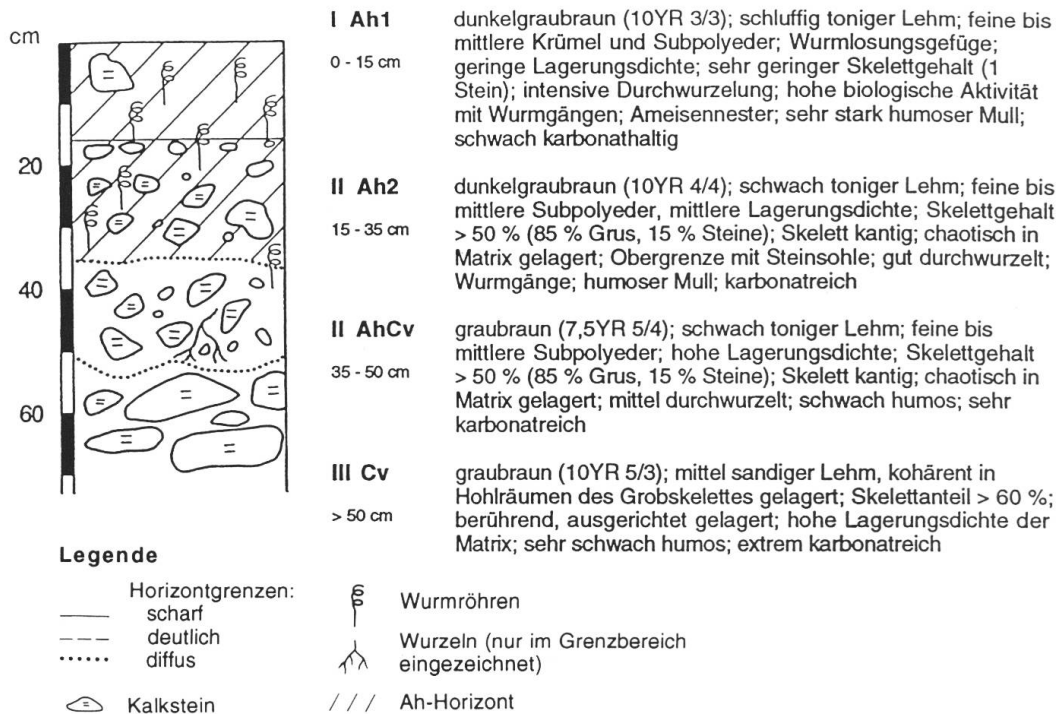 cm
20
40
60
I Ah1
0 - 15 cm
dunkelgraubraun (10YR 3/3); schluffig toniger Lehm; feine bis
mittlere Krümel und Subpolyeder; Wurmlosungsgefüge;
geringe Lagerungsdichte; sehr geringer Skelettgehalt (1
Stein); intensive Durchwurzelung; hohe biologische Aktivität
mit Wurmgängen; Ameisennester; sehr stark humoser Mull;
schwach karbonathaltig
II Ah2
15 - 35 cm
dunkelgraubraun (10YR 4/4); schwach toniger Lehm; feine bis
mittlere Subpolyeder, mittlere Lagerungsdichte; Skelettgehalt
> 50 % (85 % Grus, 15 % Steine); Skelett kantig; chaotisch in
Matrix gelagert; Obergrenze mit Steinsohle; gut durchwurzelt;
Wurmgänge; humoser Mull; karbonatreich
II AhCv
35 - 50 cm
graubraun (7,5YR 5/4); schwach toniger Lehm; feine bis
mittlere Subpolyeder; hohe Lagerungsdichte; Skelettgehalt
> 50 % (85 % Grus, 15 % Steine); Skelett kantig; chaotisch in
Matrix gelagert; mittel durchwurzelt; schwach humos; sehr
karbonatreich
III Cv
> 50 cm
graubraun (10YR 5/3); mittel sandiger Lehm, kohärent in
Hohlräumen des Grobskelettes gelagert; Skelettanteil > 60 %;
berührend, ausgerichtet gelagert; hohe Lagerungsdichte der
Matrix; sehr schwach humos; extrem karbonatreich
Legende
Horizontgrenzen:
scharf
deutlich
diffus
Kalkstein
Wurmröhren
Wurzeln (nur im Grenzbereich
eingezeichnet)
Ah-Horizont